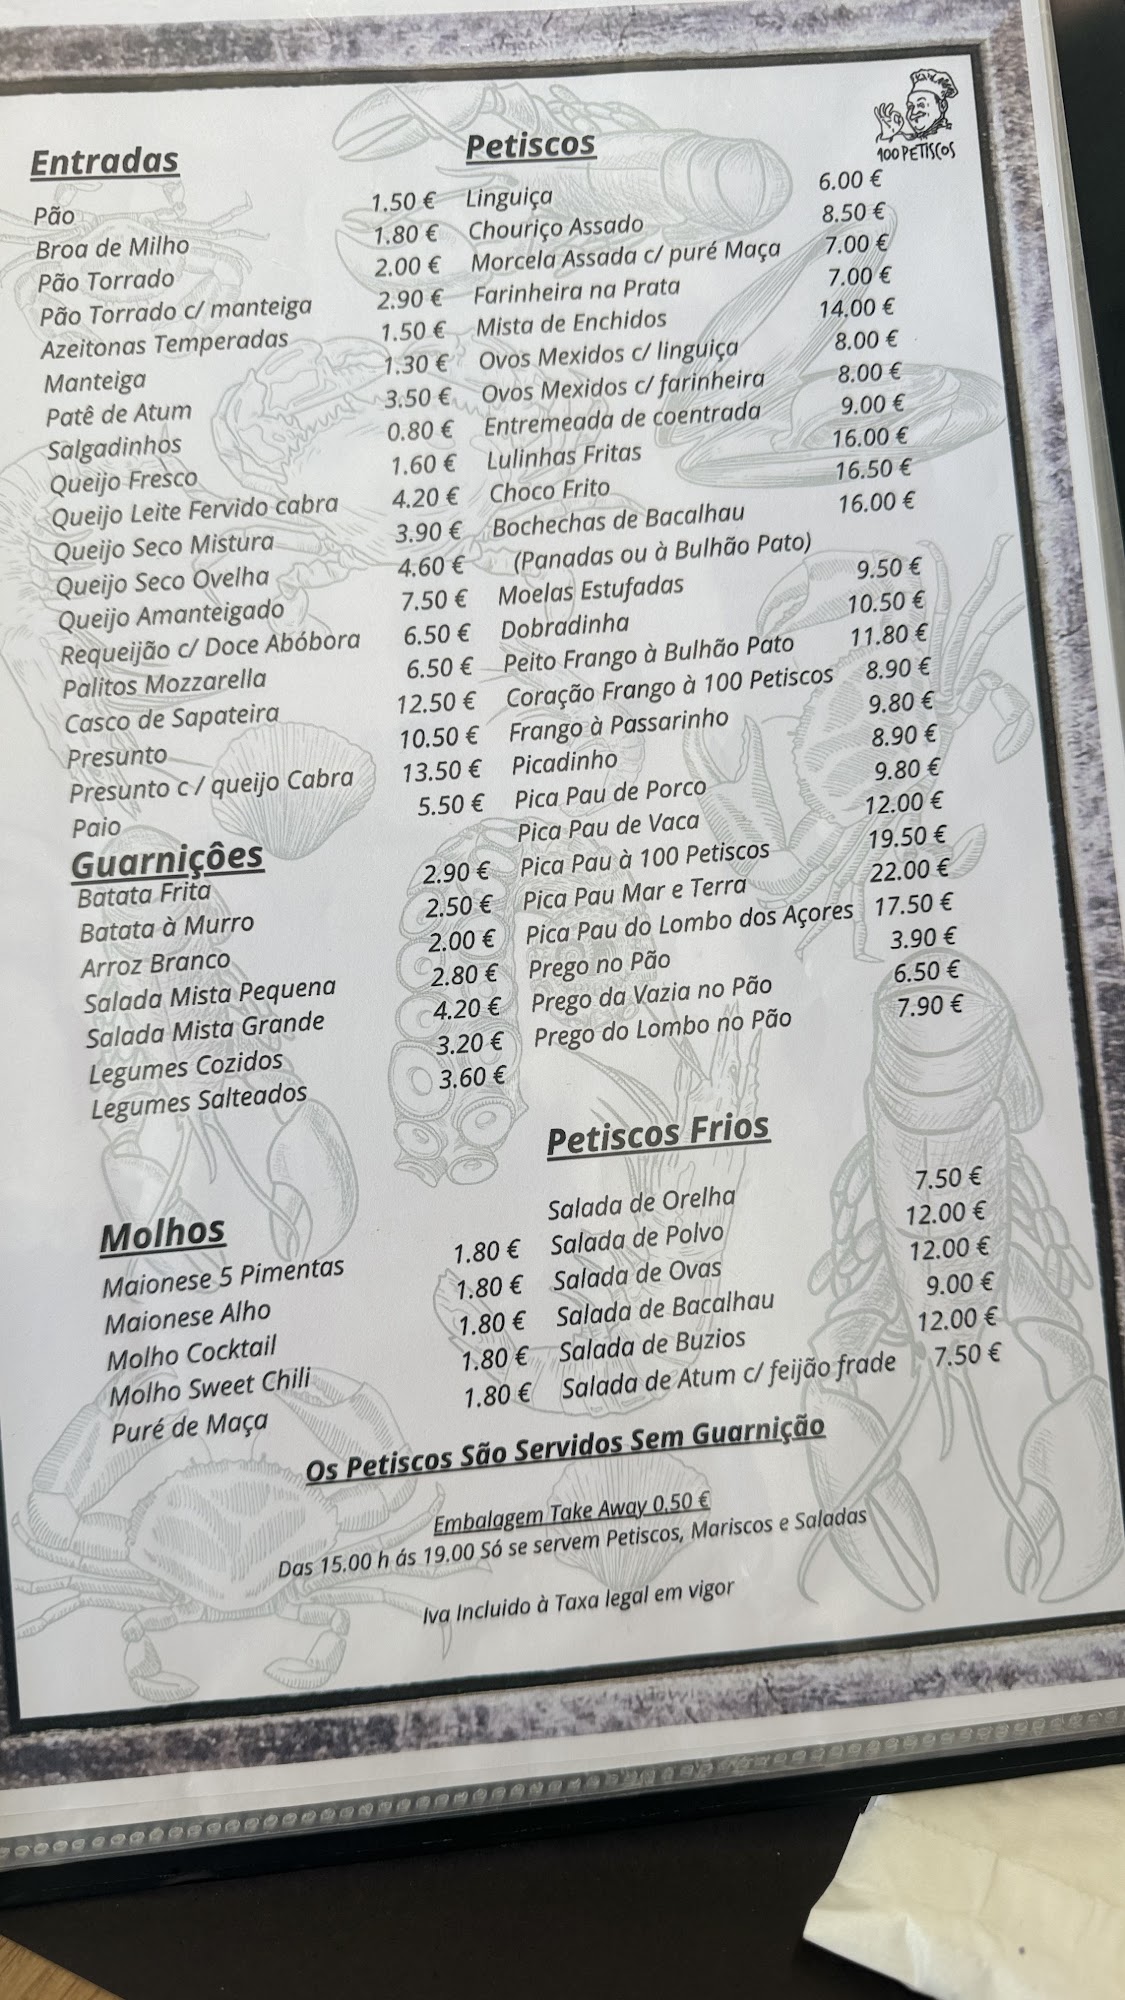 100 PETISCOS
Entradas
Pão 1.50 €
Broa de Milho 1.80 €
Pão Torrado 2.00 €
Pão Torrado c/ manteiga 2.90 €
Azeitonas Temperadas 1.50 €
Manteiga 1.30 €
Patê de Atum 3.50 €
Salgadinhos 0.80 €
Queijo Fresco 1.60 €
Queijo Leite Fervido cabra 4.20 €
Queijo Seco Mistura 3.90 €
Queijo Seco Ovelha 4.60 €
Queijo Amanteigado 7.50 €
Requeijão c/ Doce Abóbora 6.50 €
Palitos Mozzarella 6.50 €
Casco de Sapateira 12.50 €
Presunto 10.50 €
Presunto c / queijo Cabra 13.50 €
Paio 5.50 €
Guarnições
Batata Frita 2.90 €
Batata à Murro 2.50 €
Arroz Branco 2.00 €
Salada Mista Pequena 2.80 €
Salada Mista Grande 4.20 €
Legumes Cozidos 3.20 €
Legumes Salteados 3.60 €
Molhos
Maionese 5 Pimentas 1.80 €
Maionese Alho 1.80 €
Molho Cocktail 1.80 €
Molho Sweet Chili 1.80 €
Puré de Maça 1.80 €
Petiscos
Linguiça 6.00 €
Chouriço Assado 8.50 €
Morcela Assada c/ puré Maça 7.00 €
Farinheira na Prata 7.00 €
Mista de Enchidos 14.00 €
Ovos Mexidos c/ linguiça 8.00 €
Ovos Mexidos c/ farinheira 8.00 €
Entremeada de coentrada 9.00 €
Lulinhas Fritas 16.00 €
Choco Frito 16.50 €
Bochechas de Bacalhau 16.00 €
(Panadas ou à Bulhão Pato)
Moelas Estufadas 9.50 €
Dobradinha 10.50 €
Peito Frango à Bulhão Pato 11.80 €
Coração Frango à 100 Petiscos 8.90 €
Frango à Passarinho 9.80 €
Picadinho 8.90 €
Pica Pau de Porco 9.80 €
Pica Pau de Vaca 12.00 €
Pica Pau à 100 Petiscos 19.50 €
Pica Pau Mar e Terra 22.00 €
Pica Pau do Lombo dos Açores 17.50 €
Prego no Pão 3.90 €
Prego da Vazia no Pão 6.50 €
Prego do Lombo no Pão 7.90 €
Petiscos Frios
Salada de Orelha 7.50 €
Salada de Polvo 12.00 €
Salada de Ovas 12.00 €
Salada de Bacalhau 9.00 €
Salada de Buzios 12.00 €
Salada de Atum c/ feijão frade 7.50 €
Os Petiscos São Servidos Sem Guarnição
Embalagem Take Away 0,50 €
Das 15.00 h ás 19.00 Só se servem Petiscos, Mariscos e Saladas
Iva Incluido à Taxa legal em vigor